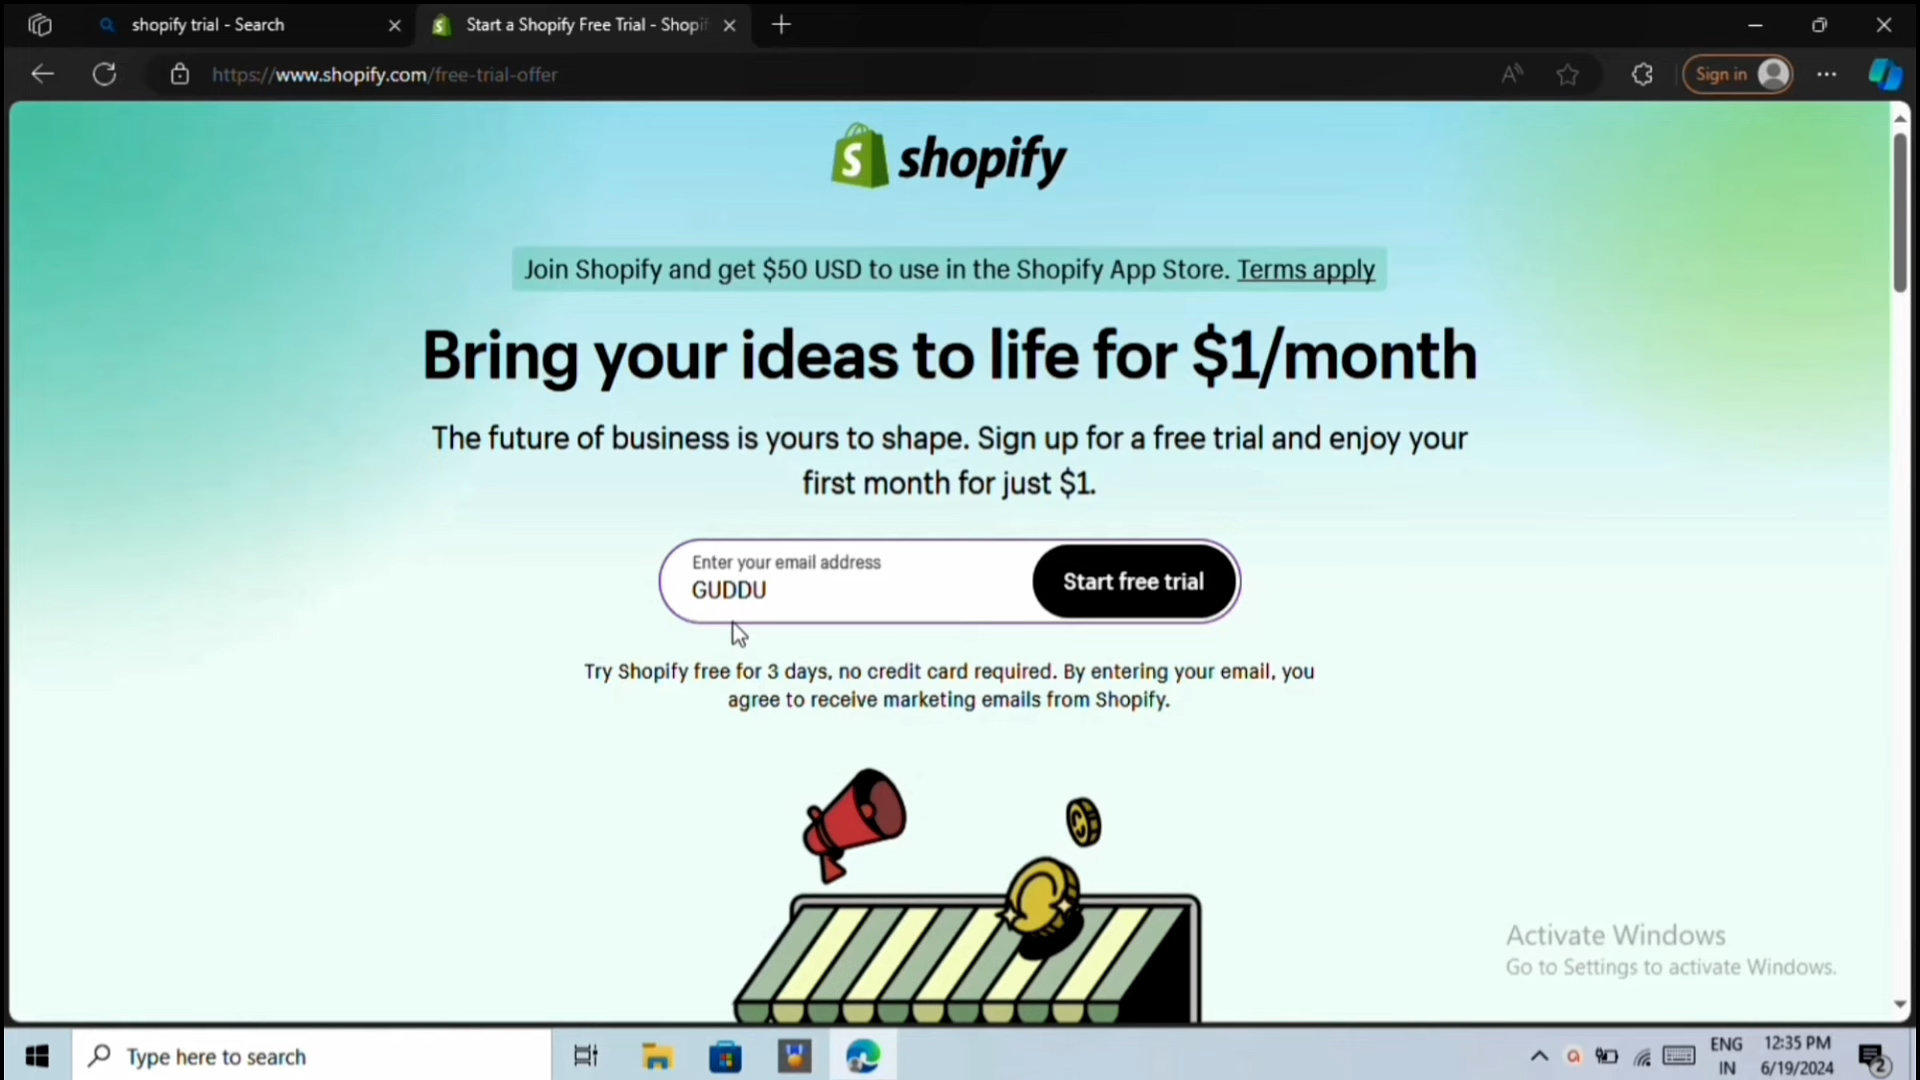 shopify trial - Search
Start a Shopify Free Trial - Shopi
https://www.shopify.com/free-trial-offer
Sign in
shopify
Join Shopify and get $50 USD to use in the Shopify App Store. Terms apply
Bring your ideas to life for $1/month
The future of business is yours to shape. Sign up for a free trial and enjoy your
first month for just $1.
Enter your email address
GUDDU
Start free trial
Try Shopify free for 3 days, no credit card required. By entering your email, you
agree to receive marketing emails from Shopify.
Activate Windows
Go to Settings to activate Windows.
Type here to search
ENG
IN
12:35 PM
6/19/2024
2